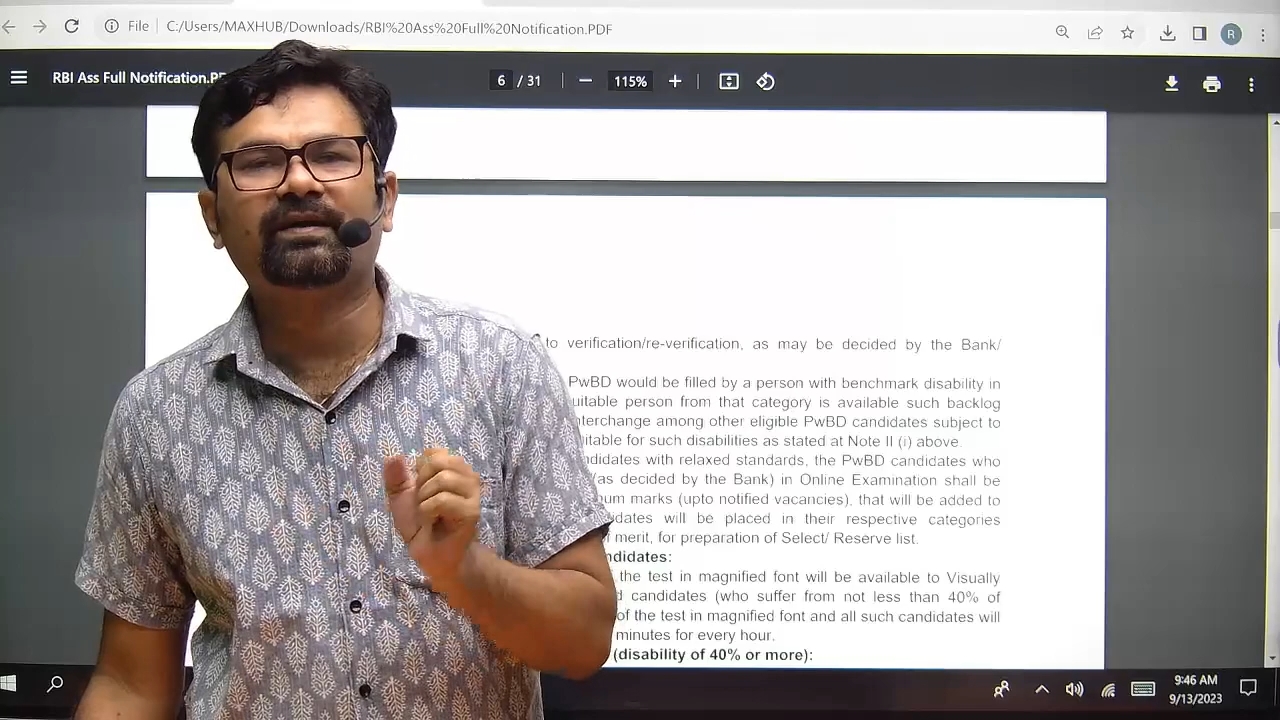 File C:/Users/MAXHUB/Downloads/RBI%20Ass%20Full%20Notification.PDF
R
RBI Ass Full Notification.PD
6 / 31
115%
to verification/re-verification, as may be decided by the Bank/
PwBD would be filled by a person with benchmark disability in
person from that category is available such backlog
among other eligible PwBD candidates subject to
for such disabilities as stated at Note II (i) above.
with relaxed standards, the PwBD candidates who
(as decided by the Bank) in Online Examination shall be
marks (upto notified vacancies), that will be added to
will be placed in their respective categories
merit, for preparation of Select/ Reserve list.
the test in magnified font will be available to Visually
candidates (who suffer from not less than 40% of
of the test in magnified font and all such candidates will
minutes for every hour.
(disability of 40% or more):
9:46 AM
9/13/2023